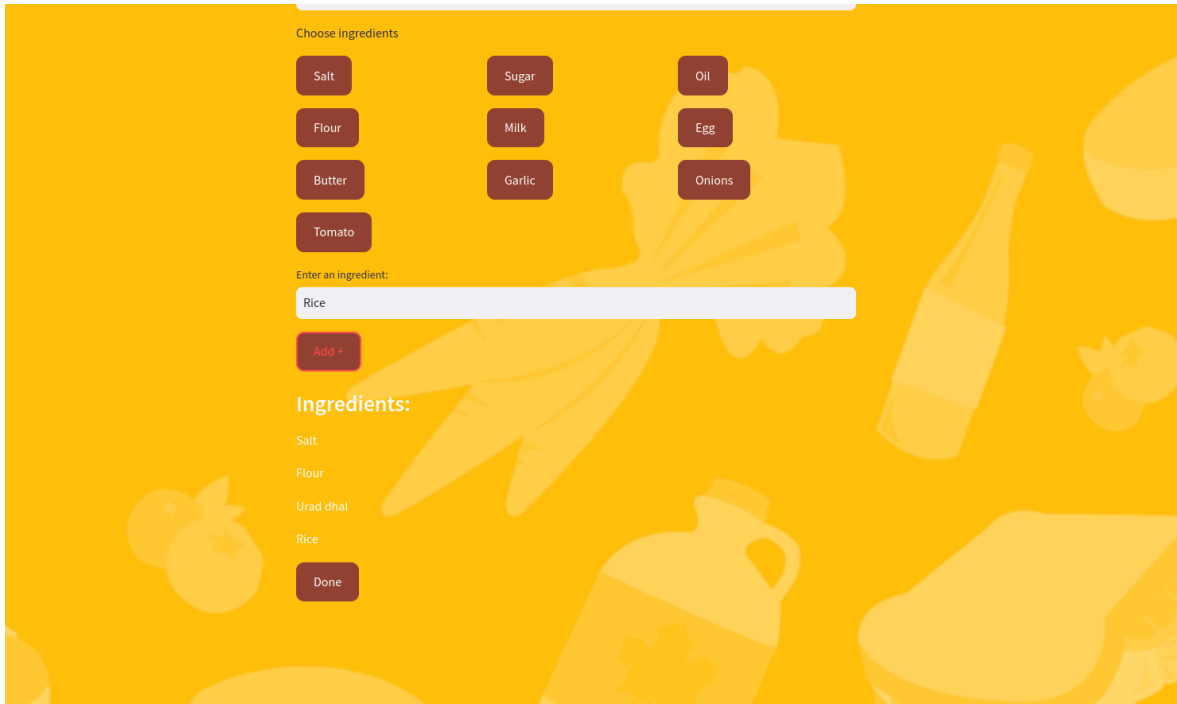 Choose ingredients
Salt Sugar Oil
Flour Milk Egg
Butter Garlic Onions
Tomato
Enter an ingredient:
Rice
Add +
Ingredients:
Salt
Flour
Urad dhal
Rice
Done